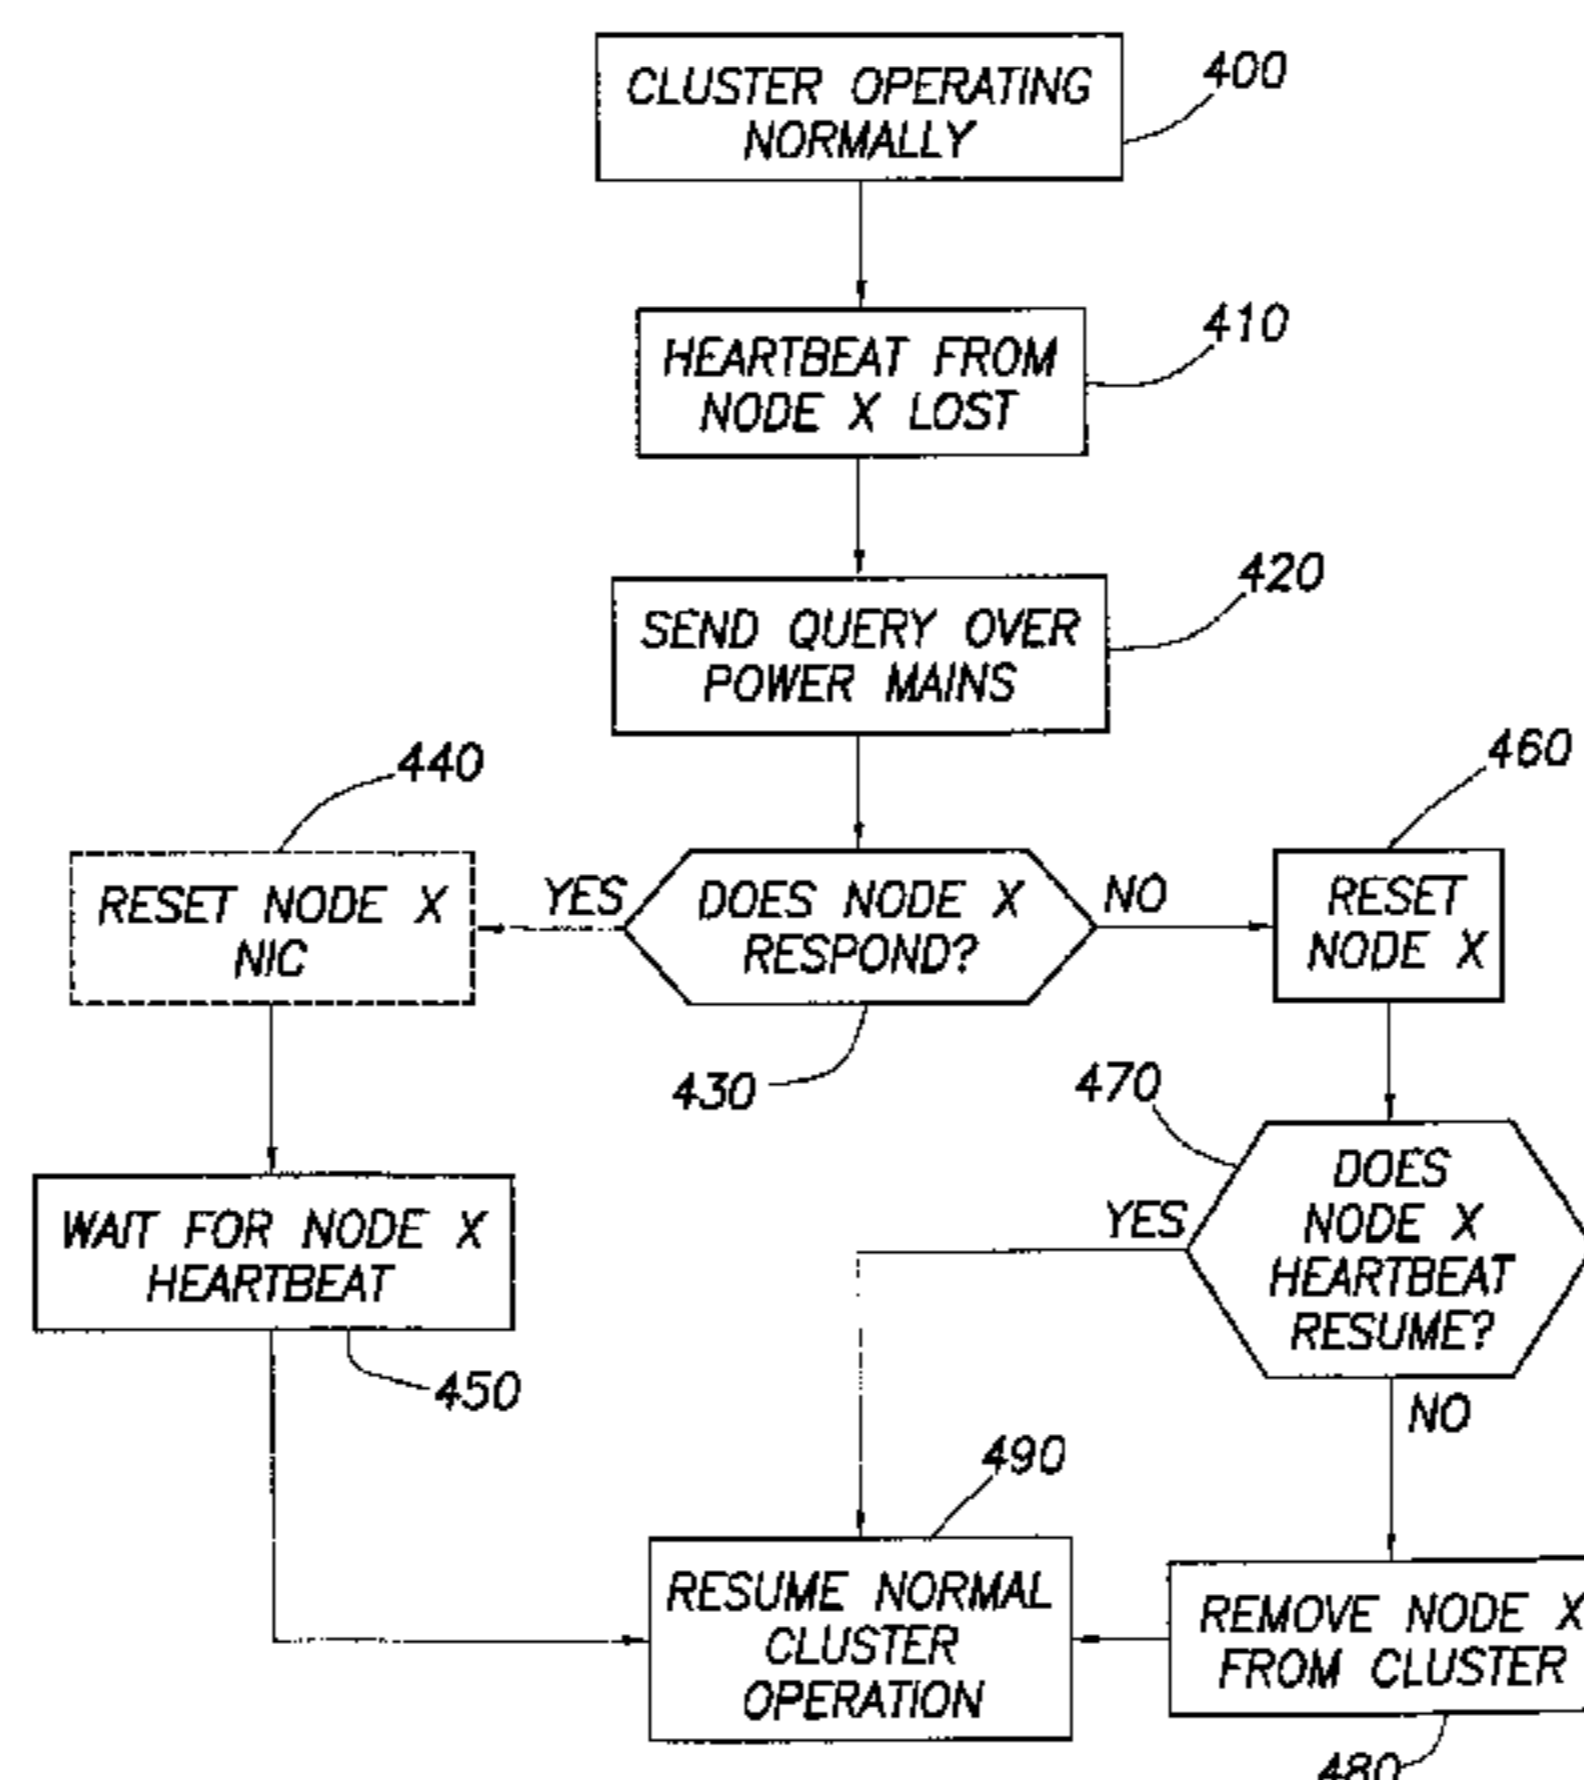 CLUSTER OPERATING
NORMALLY
400
HEARTBEAT FROM
NODE X LOST
410
SEND QUERY OVER
POWER MAINS
420
440
460
RESET NODE X
NIC
YES
DOES NODE X
RESPOND?
NO
RESET
NODE X
430
470
WAIT FOR NODE X
HEARTBEAT
YES
DOES
NODE X
HEARTBEAT
RESUME?
450
NO
490
RESUME NORMAL
CLUSTER
OPERATION
REMOVE NODE X
FROM CLUSTER
480